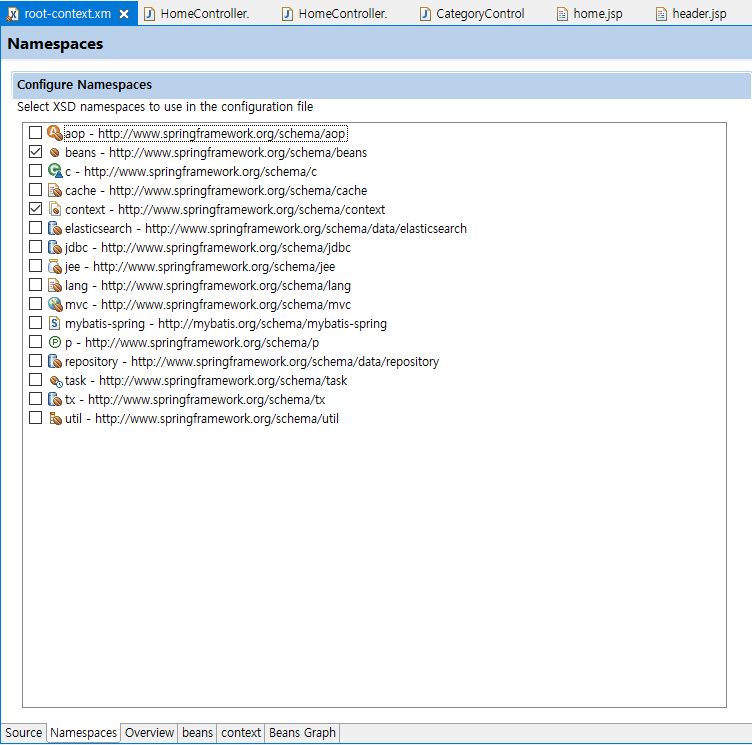 root-context.xm
HomeController.
HomeController.
CategoryControl
home.jsp
header.jsp
Namespaces
Configure Namespaces
Select XSD namespaces to use in the configuration file
aop - http://www.springframework.org/schema/aop
beans - http://www.springframework.org/schema/beans
c - http://www.springframework.org/schema/c
cache - http://www.springframework.org/schema/cache
context - http://www.springframework.org/schema/context
elasticsearch - http://www.springframework.org/schema/data/elasticsearch
jdbc - http://www.springframework.org/schema/jdbc
jee - http://www.springframework.org/schema/jee
lang - http://www.springframework.org/schema/lang
mvc - http://www.springframework.org/schema/mvc
mybatis-spring - http://mybatis.org/schema/mybatis-spring
p - http://www.springframework.org/schema/p
repository - http://www.springframework.org/schema/data/repository
task - http://www.springframework.org/schema/task
tx - http://www.springframework.org/schema/tx
util - http://www.springframework.org/schema/util
Source Namespaces Overview beans context Beans Graph